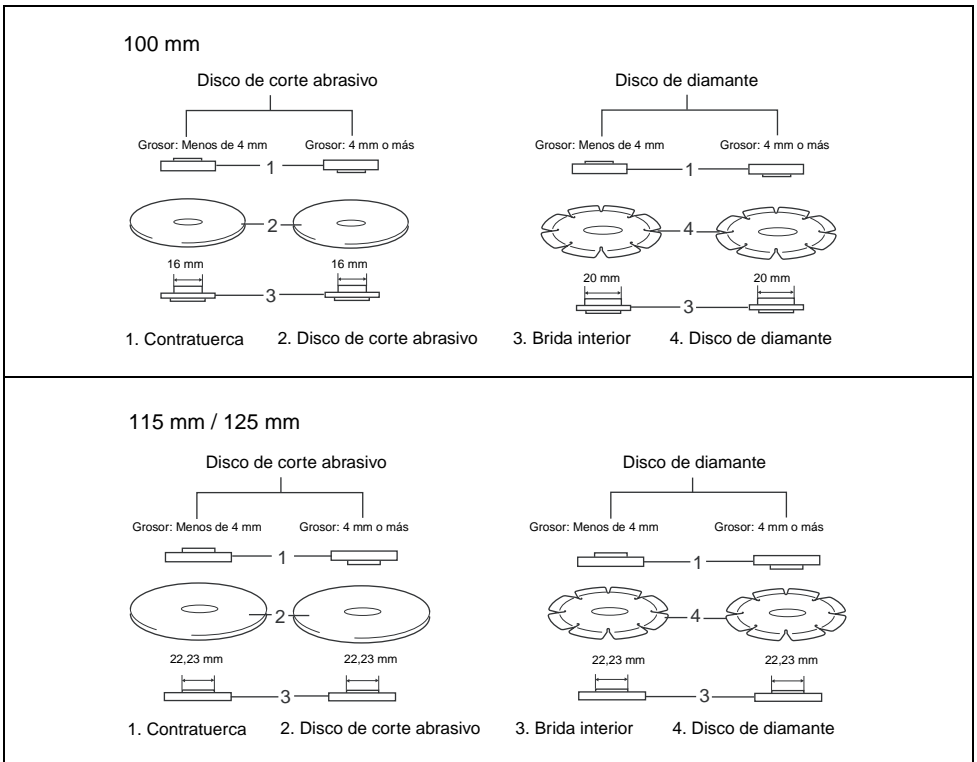 100 mm
Disco de corte abrasivo
Disco de diamante
Grosor: Menos de 4 mm
Grosor: 4 mm o más
Grosor: Menos de 4 mm
Grosor: 4 mm o más
1
1
2
4
16 mm
16 mm
20 mm
20 mm
3
3
1. Contratuerca
2. Disco de corte abrasivo
3. Brida interior
4. Disco de diamante
115 mm / 125 mm
Disco de corte abrasivo
Disco de diamante
Grosor: Menos de 4 mm
Grosor: 4 mm o más
Grosor: Menos de 4 mm
Grosor: 4 mm o más
1
1
2
4
22,23 mm
22,23 mm
22,23 mm
22,23 mm
3
3
1. Contratuerca
2. Disco de corte abrasivo
3. Brida interior
4. Disco de diamante